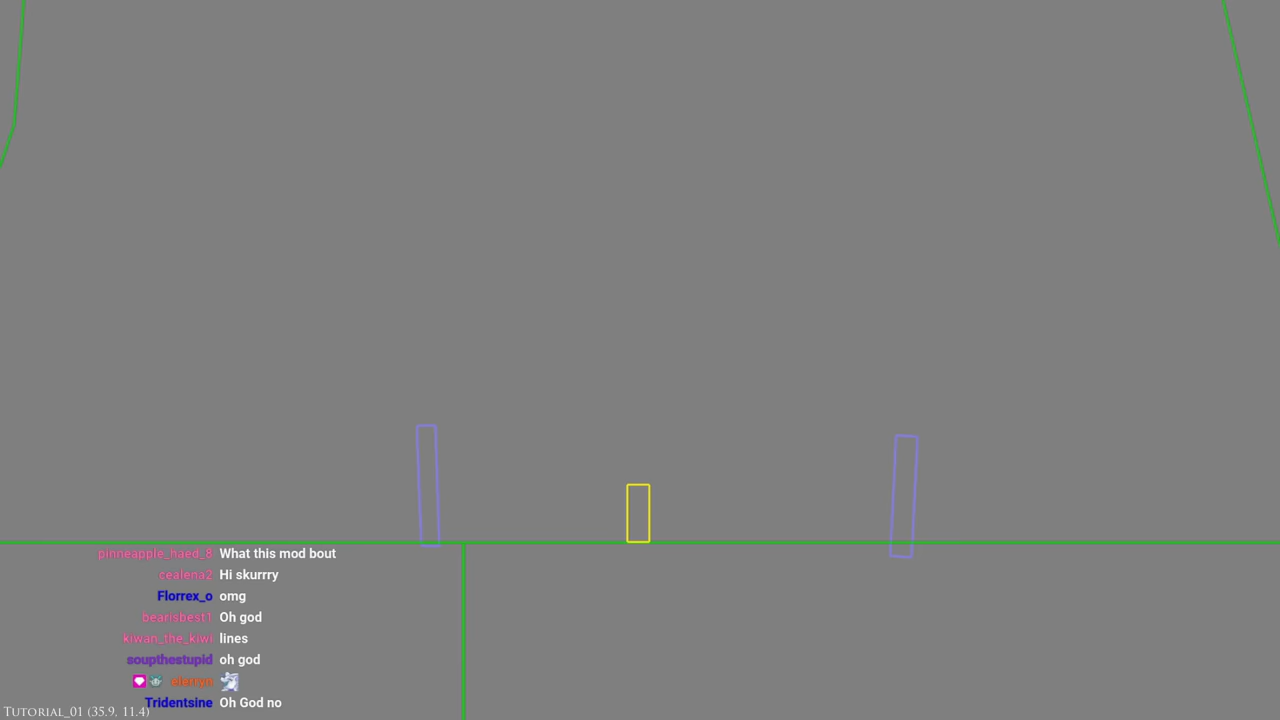 pinneapple_haed_8 What this mod bout
cealena2 Hi skurrry
Florrex_o omg
bearisbest1 Oh god
kiwan_the_kiwi lines
soupthestupid oh god
elerryn
Tridentsine Oh God no
Tutorial_01 (35.9, 11.4)